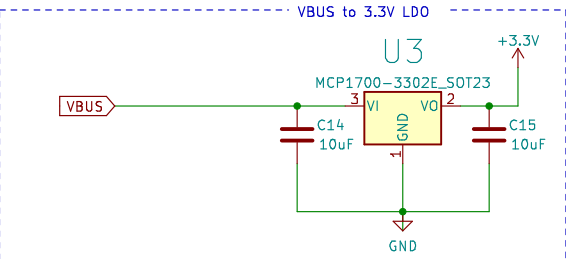 VBUS to 3.3V LDO
+3.3V
U3
MCP1700-3302E_SOT23
VBUS
3
VI
VO
2
GND
1
C14
10uF
C15
10uF
GND